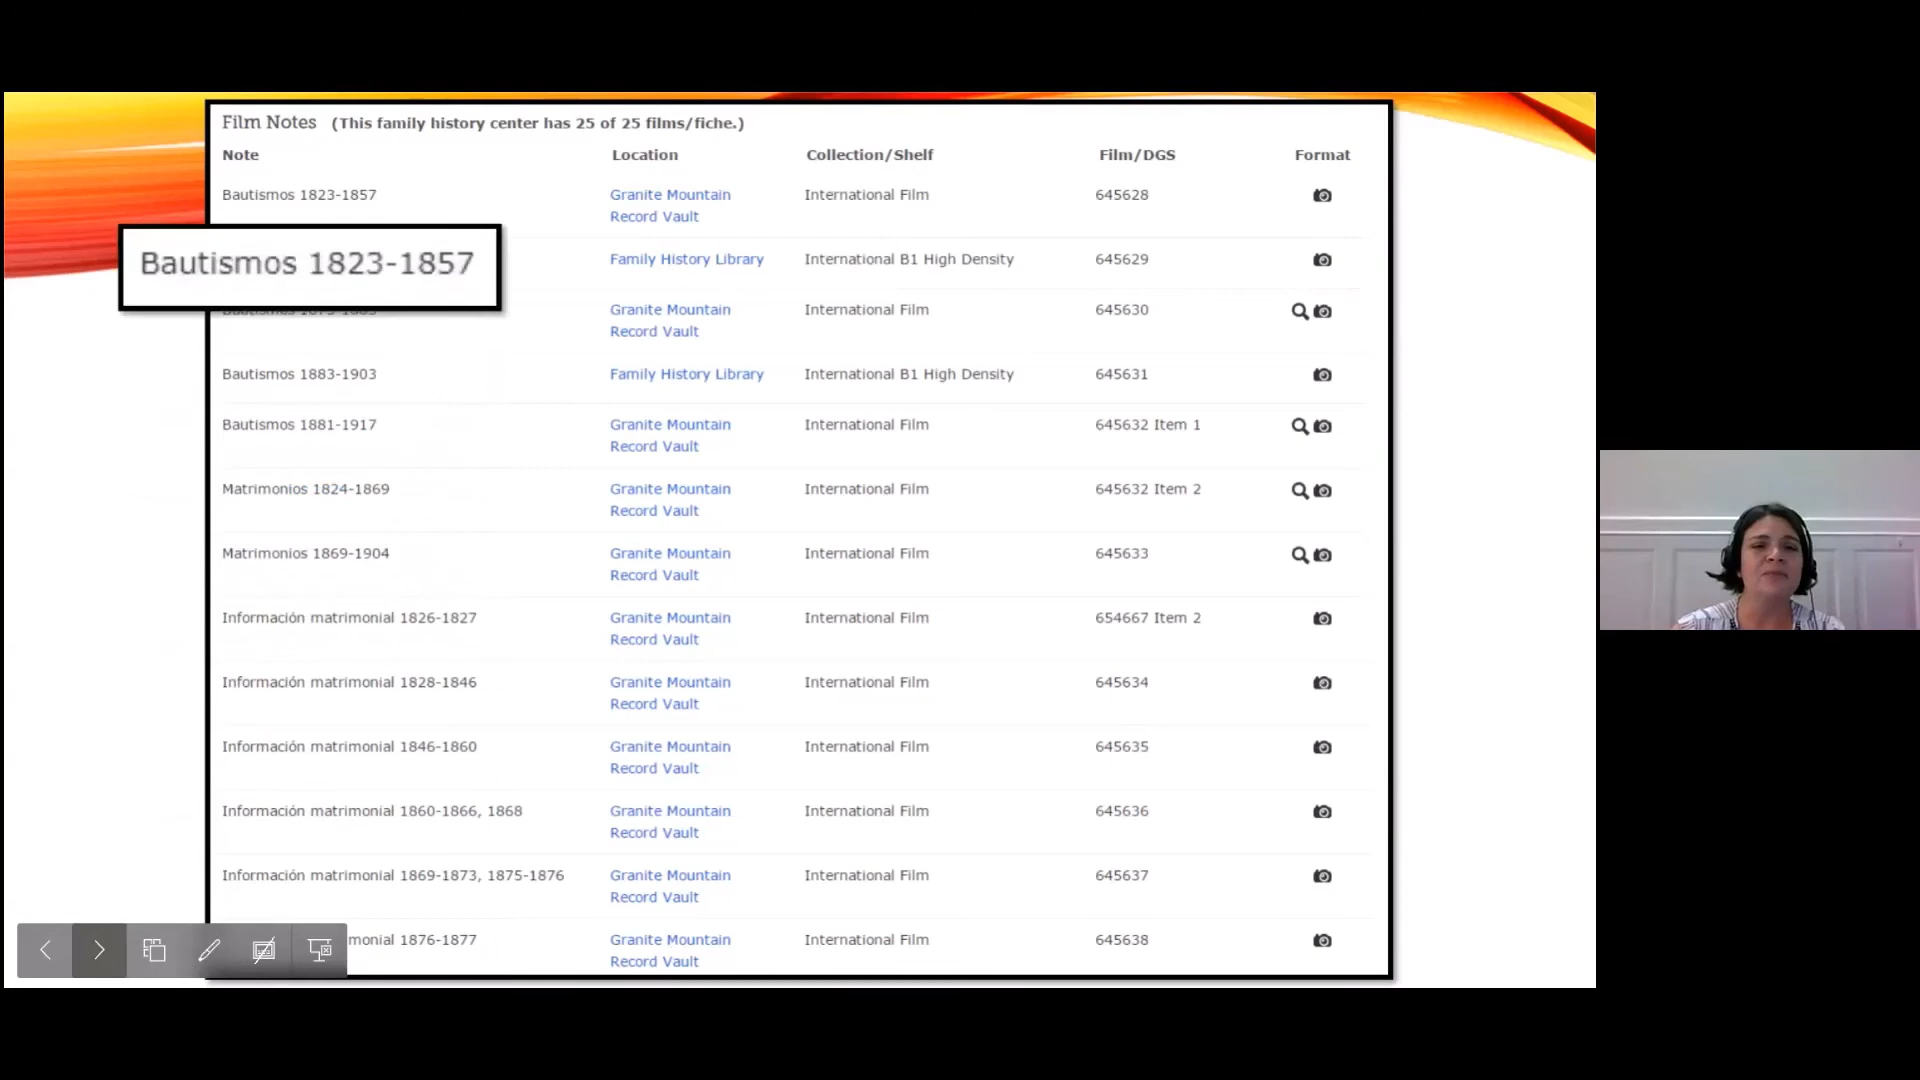 Film Notes (This family history center has 25 of 25 films/fiche.)
Note Location Collection/Shelf Film/DGS Format
Bautismos 1823-1857 Granite Mountain International Film 645628
Record Vault
Bautismos 1823-1857
Family History Library International B1 High Density 645629
Granite Mountain International Film 645630
Record Vault
Bautismos 1883-1903 Family History Library International B1 High Density 645631
Bautismos 1881-1917 Granite Mountain International Film 645632 Item 1
Record Vault
Matrimonios 1824-1869 Granite Mountain International Film 645632 Item 2
Record Vault
Matrimonios 1869-1904 Granite Mountain International Film 645633
Record Vault
Información matrimonial 1826-1827 Granite Mountain International Film 654667 Item 2
Record Vault
Información matrimonial 1828-1846 Granite Mountain International Film 645634
Record Vault
Información matrimonial 1846-1860 Granite Mountain International Film 645635
Record Vault
Información matrimonial 1860-1866, 1868 Granite Mountain International Film 645636
Record Vault
Información matrimonial 1869-1873, 1875-1876 Granite Mountain International Film 645637
Record Vault
monial 1876-1877 Granite Mountain International Film 645638
Record Vault